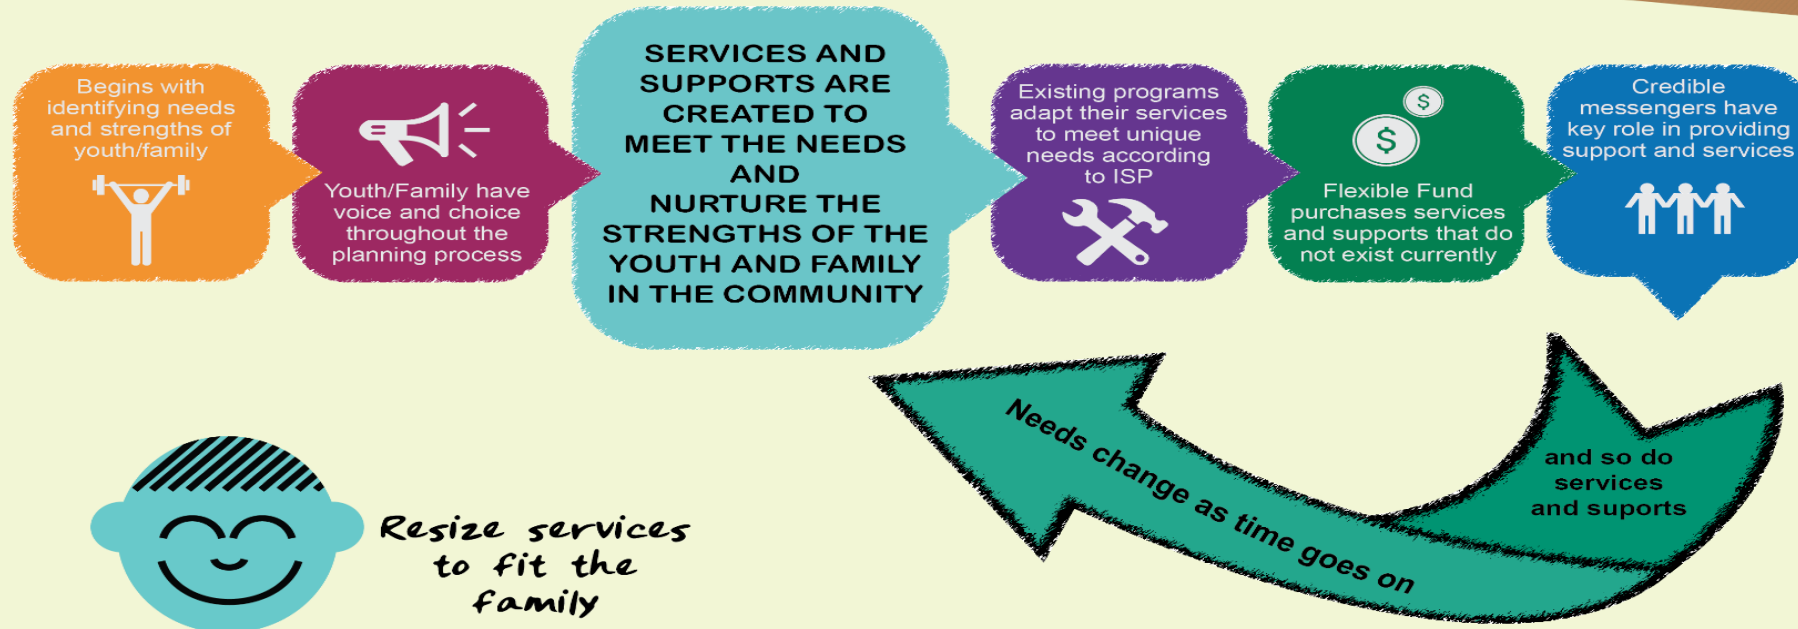 Begins with
identifying needs
and strengths of
youth/family
Youth/Family have
voice and choice
throughout the
planning process
SERVICES AND
SUPPORTS ARE
CREATED TO
MEET THE NEEDS
AND
NURTURE THE
STRENGTHS OF THE
YOUTH AND FAMILY
IN THE COMMUNITY
Existing programs
adapt their services
to meet unique
needs according
to ISP
$
$
Flexible Fund
purchases services
and supports that do
not exist currently
Credible
messengers have
key role in providing
support and services
Needs change as time goes on
and so do
services
and suports
Resize services
to fit the
family